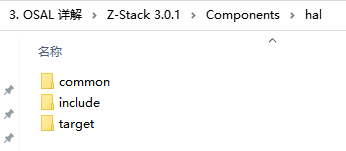 3. OSAL 详解 > Z-Stack 3.0.1 > Components > hal
名称
common
include
target